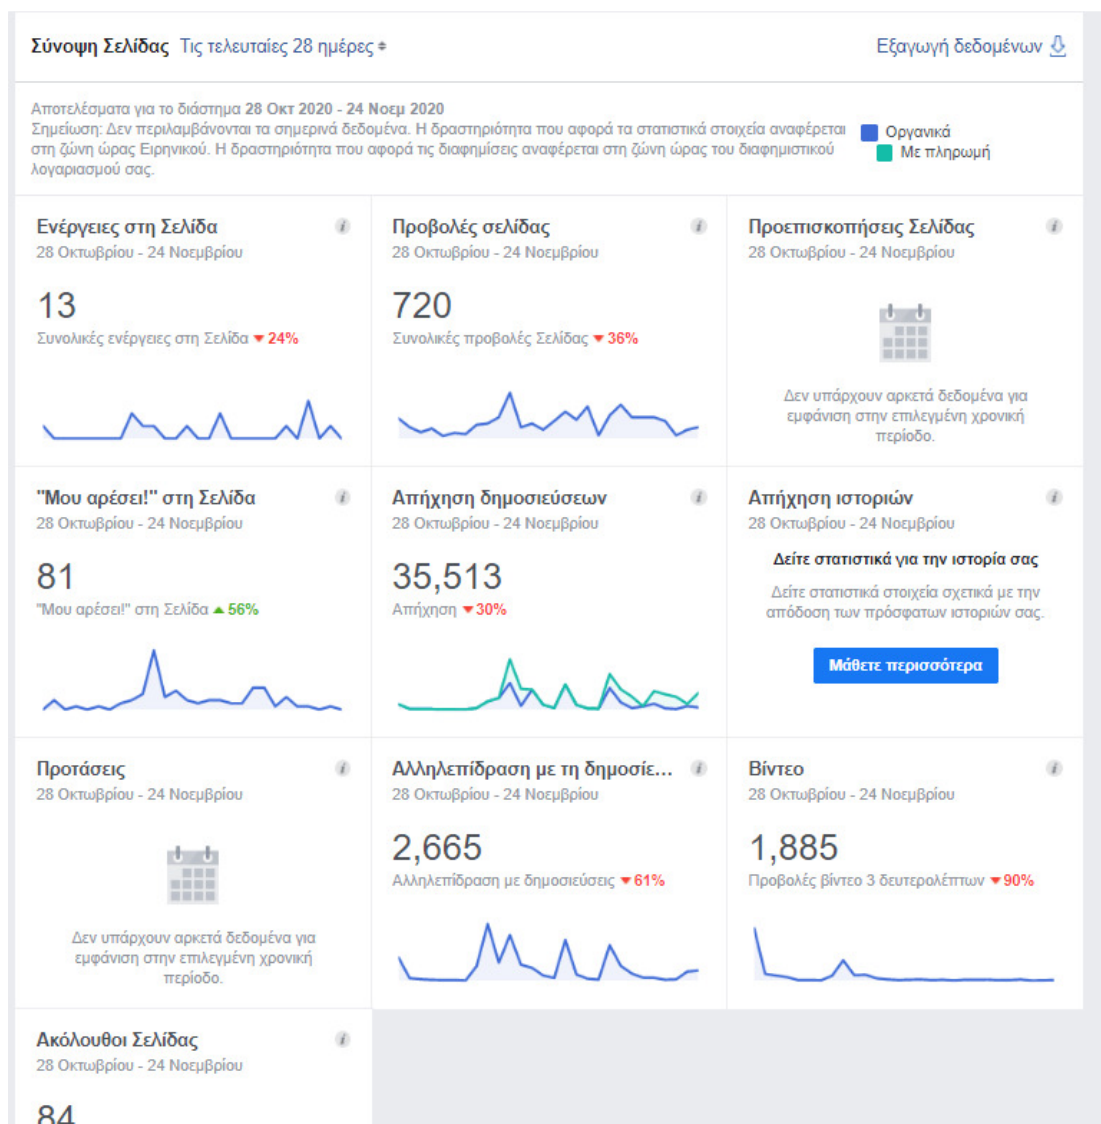 Σύνοψη Σελίδας Τις τελευταίες 28 ημέρες
Εξαγωγή δεδομένων
Αποτελέσματα για το διάστημα 28 Οκτ 2020 - 24 Νοεμ 2020
Σημείωση: Δεν περιλαμβάνονται τα σημερινά δεδομένα. Η δραστηριότητα που αφορά τα στατιστικά στοιχεία αναφέρεται
στη ζώνη ώρας Ειρηνικού. Η δραστηριότητα που αφορά τις διαφημίσεις αναφέρεται στη ζώνη ώρας του διαφημιστικού
λογαριασμού σας.
Οργανικά
Με πληρωμή
Ενέργειες στη Σελίδα
28 Οκτωβρίου - 24 Νοεμβρίου
13
Συνολικές ενέργειες στη Σελίδα ▼ 24%
Προβολές σελίδας
28 Οκτωβρίου - 24 Νοεμβρίου
720
Συνολικές προβολές Σελίδας ▼ 36%
Προεπισκοπήσεις Σελίδας
28 Οκτωβρίου - 24 Νοεμβρίου
Δεν υπάρχουν αρκετά δεδομένα για
εμφάνιση στην επιλεγμένη χρονική
περίοδο.
"Μου αρέσει!" στη Σελίδα
28 Οκτωβρίου - 24 Νοεμβρίου
81
"Μου αρέσει!" στη Σελίδα ▲ 56%
Απήχηση δημοσιεύσεων
28 Οκτωβρίου - 24 Νοεμβρίου
35,513
Απήχηση ▼ 30%
Απήχηση ιστοριών
28 Οκτωβρίου - 24 Νοεμβρίου
Δείτε στατιστικά για την ιστορία σας
Δείτε στατιστικά στοιχεία σχετικά με την
απόδοση των πρόσφατων ιστοριών σας.
Μάθετε περισσότερα
Προτάσεις
28 Οκτωβρίου - 24 Νοεμβρίου
Δεν υπάρχουν αρκετά δεδομένα για
εμφάνιση στην επιλεγμένη χρονική
περίοδο.
Αλληλεπίδραση με τη δημοσίε...
28 Οκτωβρίου - 24 Νοεμβρίου
2,665
Αλληλεπίδραση με δημοσιεύσεις ▼ 61%
Βίντεο
28 Οκτωβρίου - 24 Νοεμβρίου
1,885
Προβολές βίντεο 3 δευτερολέπτων ▼ 90%
Ακόλουθοι Σελίδας
28 Οκτωβρίου - 24 Νοεμβρίου
84